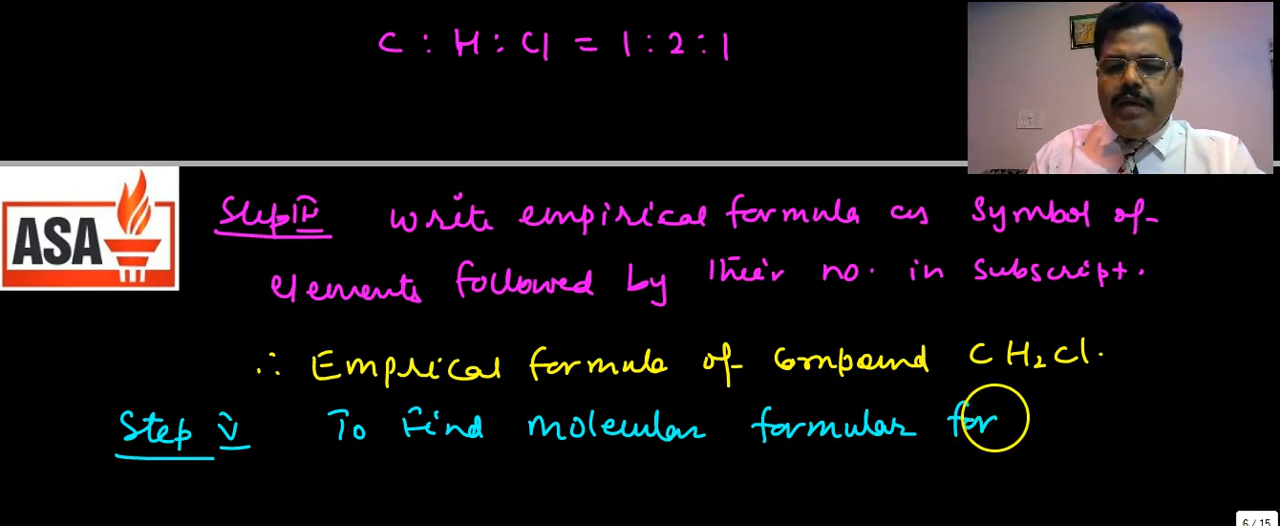 C : H : Cl = 1 : 2 : 1
ASA
Step IV Write empirical formula as symbol of
elements followed by their no. in subscript.
∴ Emprical formula of compound CH₂Cl.
Step V To Find molecular formular for
6 / 15